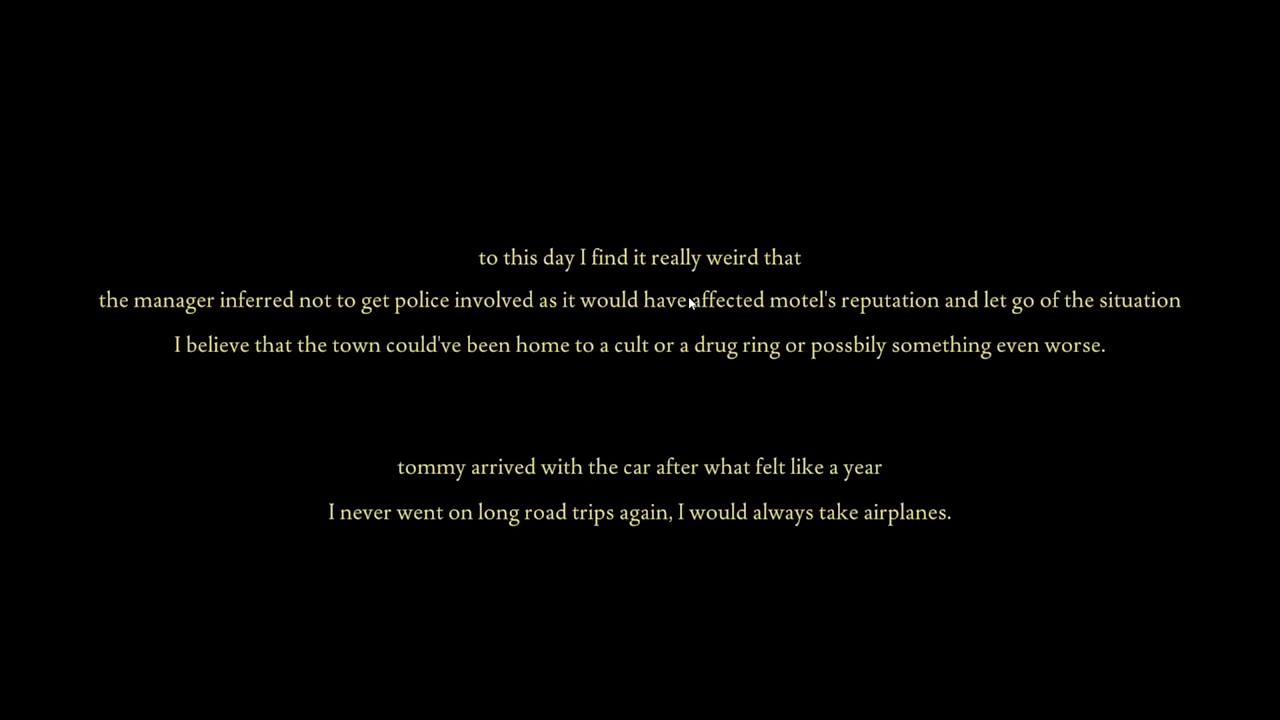 to this day I find it really weird that
the manager inferred not to get police involved as it would have affected motel's reputation and let go of the situation
I believe that the town could've been home to a cult or a drug ring or possbily something even worse.
tommy arrived with the car after what felt like a year
I never went on long road trips again, I would always take airplanes.